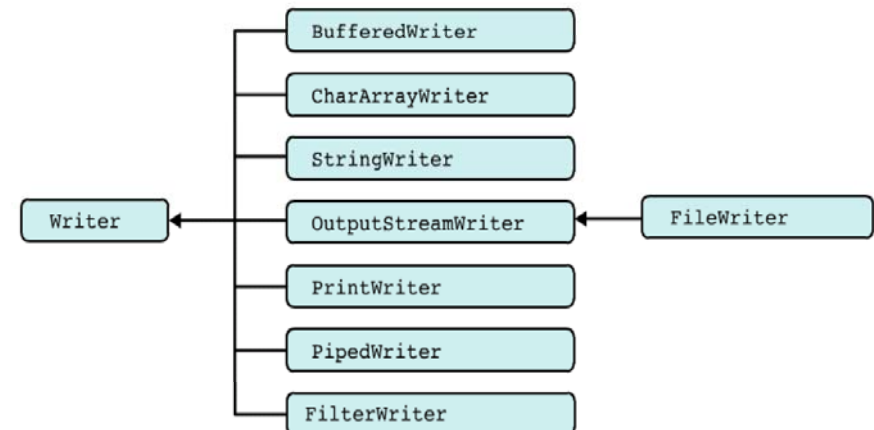 BufferedWriter
CharArrayWriter
StringWriter
Writer
OutputStreamWriter
FileWriter
PrintWriter
PipedWriter
FilterWriter